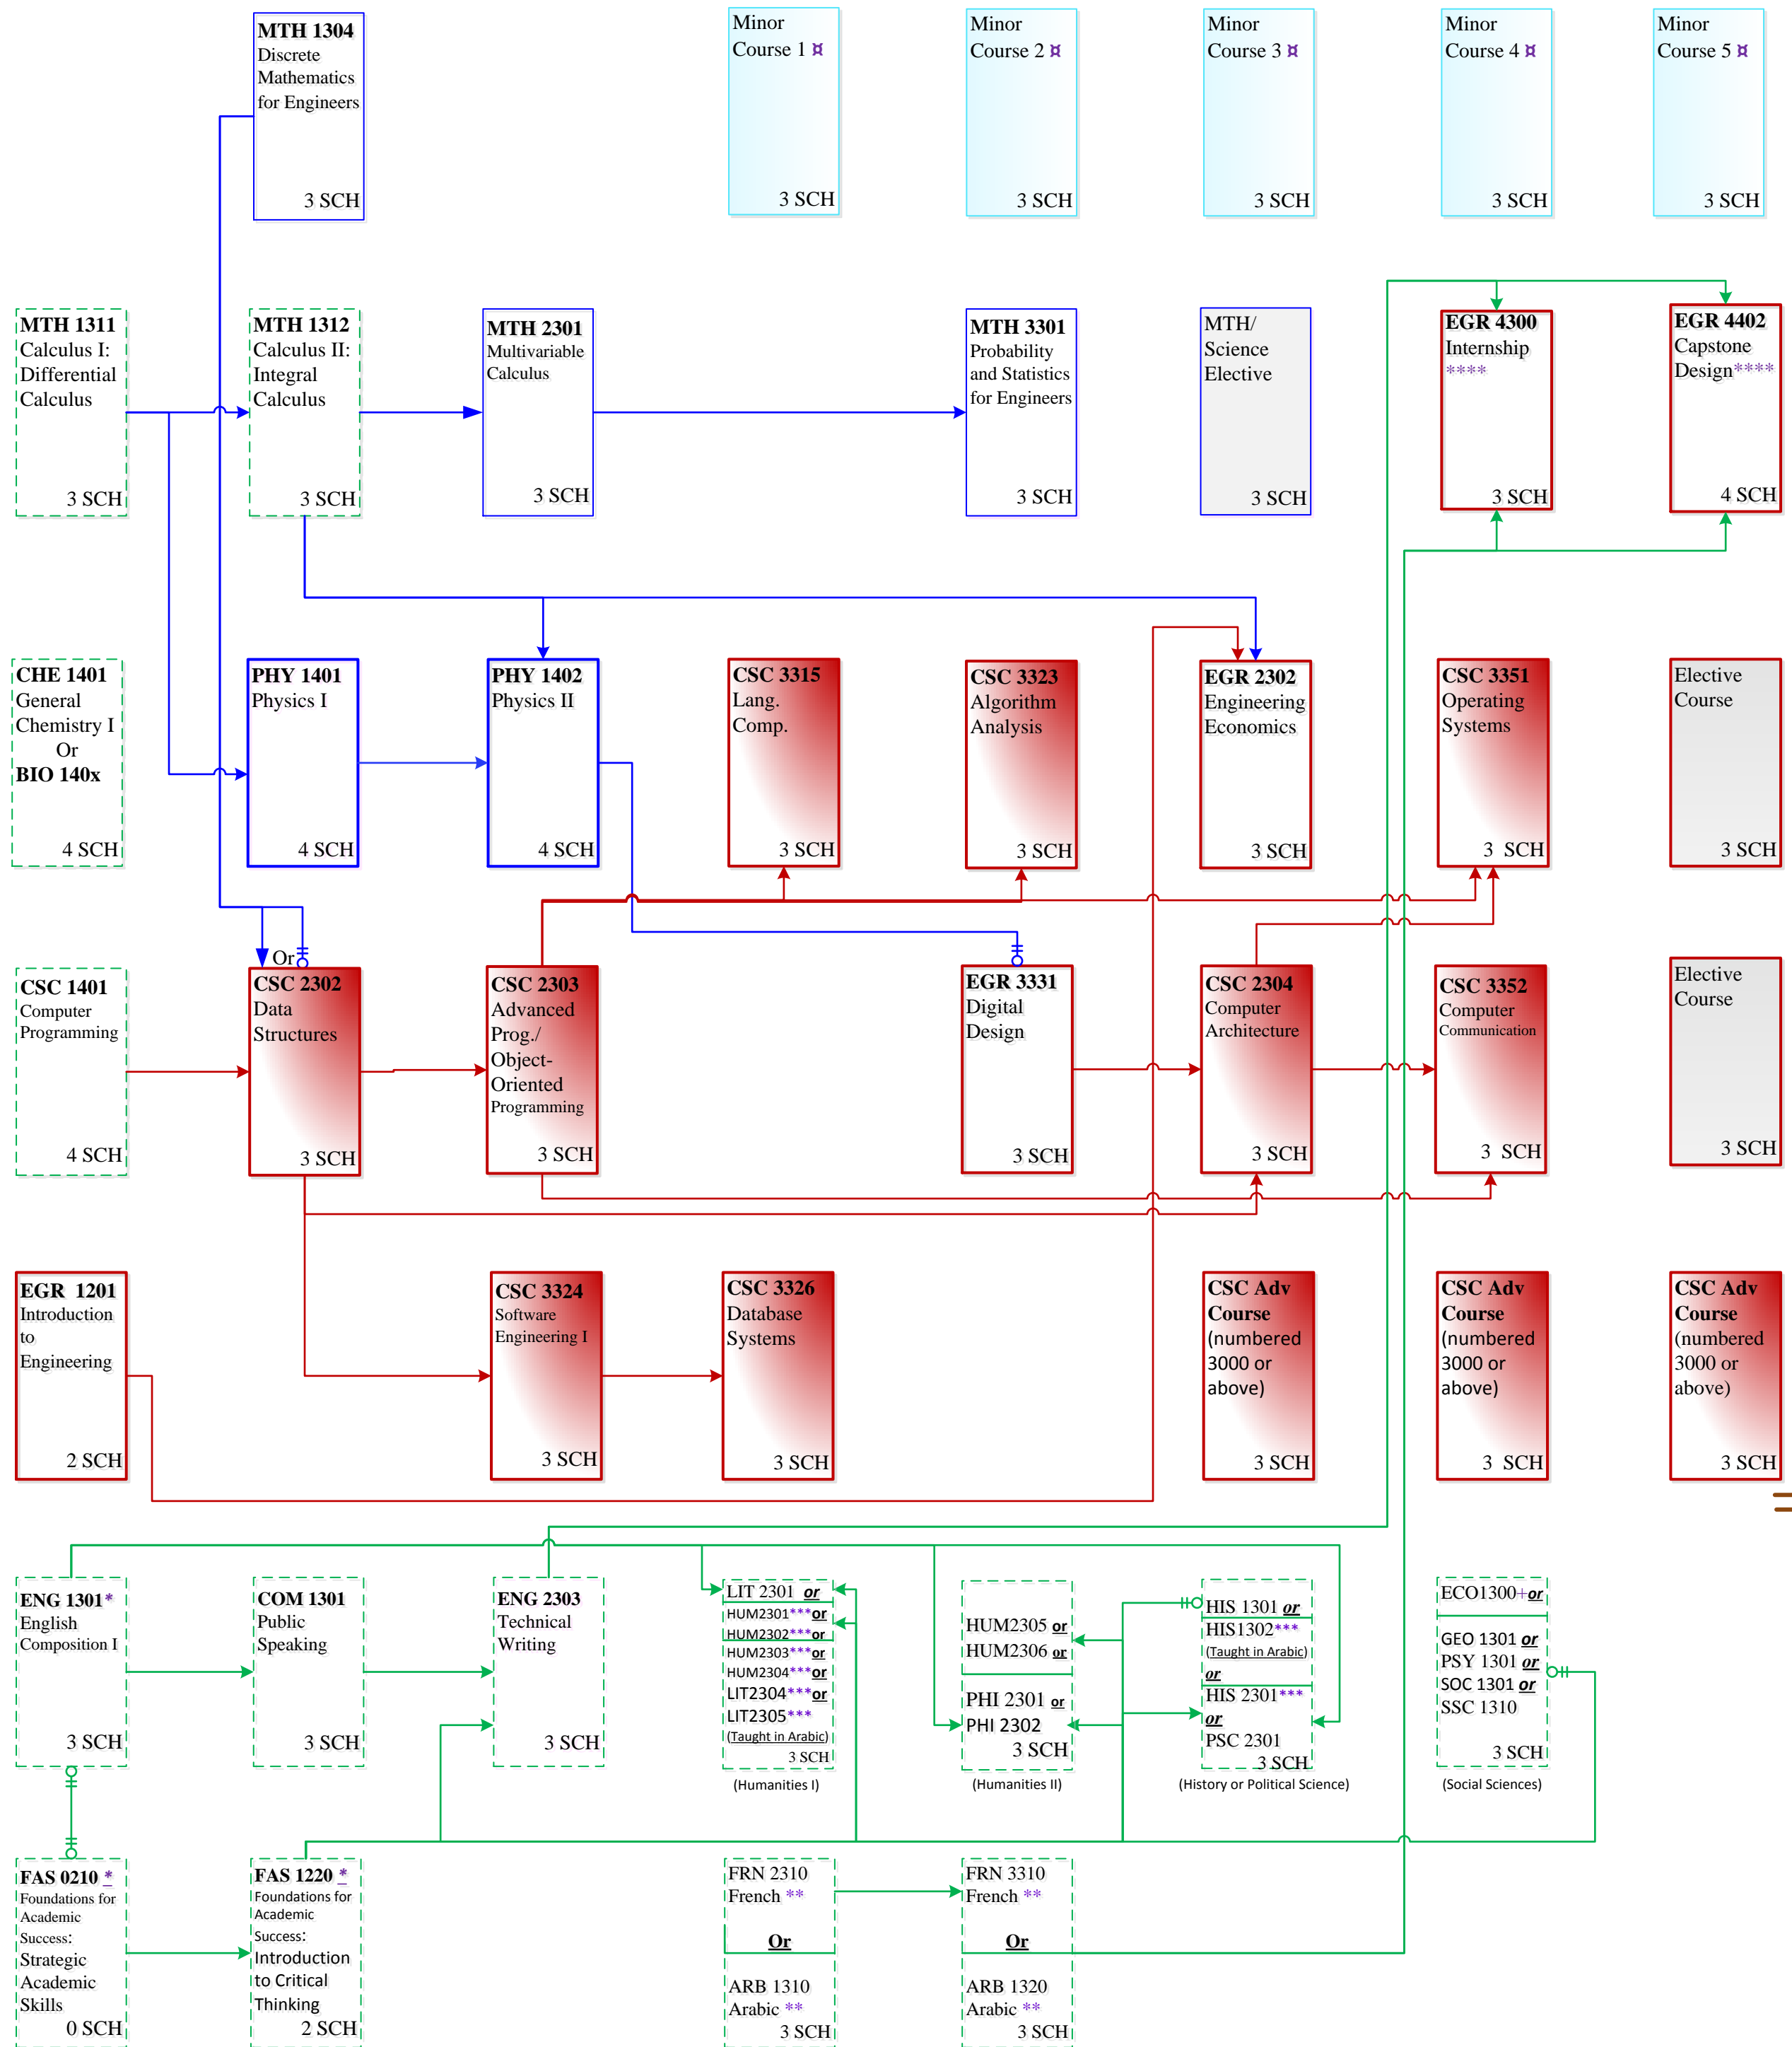 MTH 1304
Discrete
Mathematics
for Engineers
3 SCH
Minor
Course 1 ¤
3 SCH
Minor
Course 2 ¤
3 SCH
Minor
Course 3 ¤
3 SCH
Minor
Course 4 ¤
3 SCH
Minor
Course 5 ¤
3 SCH
MTH 1311
Calculus I:
Differential
Calculus
3 SCH
MTH 1312
Calculus II:
Integral
Calculus
3 SCH
MTH 2301
Multivariable
Calculus
3 SCH
MTH 3301
Probability
and Statistics
for Engineers
3 SCH
MTH/
Science
Elective
3 SCH
EGR 4300
Internship
****
3 SCH
EGR 4402
Capstone
Design****
4 SCH
CHE 1401
General
Chemistry I
Or
BIO 140x
4 SCH
PHY 1401
Physics I
4 SCH
PHY 1402
Physics II
4 SCH
CSC 3315
Lang.
Comp.
3 SCH
CSC 3323
Algorithm
Analysis
3 SCH
EGR 2302
Engineering
Economics
3 SCH
CSC 3351
Operating
Systems
3 SCH
Elective
Course
3 SCH
CSC 1401
Computer
Programming
4 SCH
Or
CSC 2302
Data
Structures
3 SCH
CSC 2303
Advanced
Prog./
Object-
Oriented
Programming
3 SCH
EGR 3331
Digital
Design
3 SCH
CSC 2304
Computer
Architecture
3 SCH
CSC 3352
Computer
Communication
3 SCH
Elective
Course
3 SCH
EGR 1201
Introduction
to
Engineering
2 SCH
CSC 3324
Software
Engineering I
3 SCH
CSC 3326
Database
Systems
3 SCH
CSC Adv
Course
(numbered
3000 or
above)
3 SCH
CSC Adv
Course
(numbered
3000 or
above)
3 SCH
CSC Adv
Course
(numbered
3000 or
above)
3 SCH
ENG 1301*
English
Composition I
3 SCH
COM 1301
Public
Speaking
3 SCH
ENG 2303
Technical
Writing
3 SCH
LIT 2301 or
HUM2301***or
HUM2302***or
HUM2303***or
HUM2304***or
LIT2304***or
LIT2305***
(Taught in Arabic)
3 SCH
(Humanities I)
HUM2305 or
HUM2306 or
PHI 2301 or
PHI 2302
3 SCH
(Humanities II)
HIS 1301 or
HIS1302***
(Taught in Arabic)
or
HIS 2301***
or
PSC 2301
3 SCH
(History or Political Science)
ECO1300+or
GEO 1301 or
PSY 1301 or
SOC 1301 or
SSC 1310
3 SCH
(Social Sciences)
FAS 0210 *
Foundations for
Academic
Success:
Strategic
Academic
Skills
0 SCH
FAS 1220 *
Foundations for
Academic
Success:
Introduction
to Critical
Thinking
2 SCH
FRN 2310
French **
Or
ARB 1310
Arabic **
3 SCH
FRN 3310
French **
Or
ARB 1320
Arabic **
3 SCH